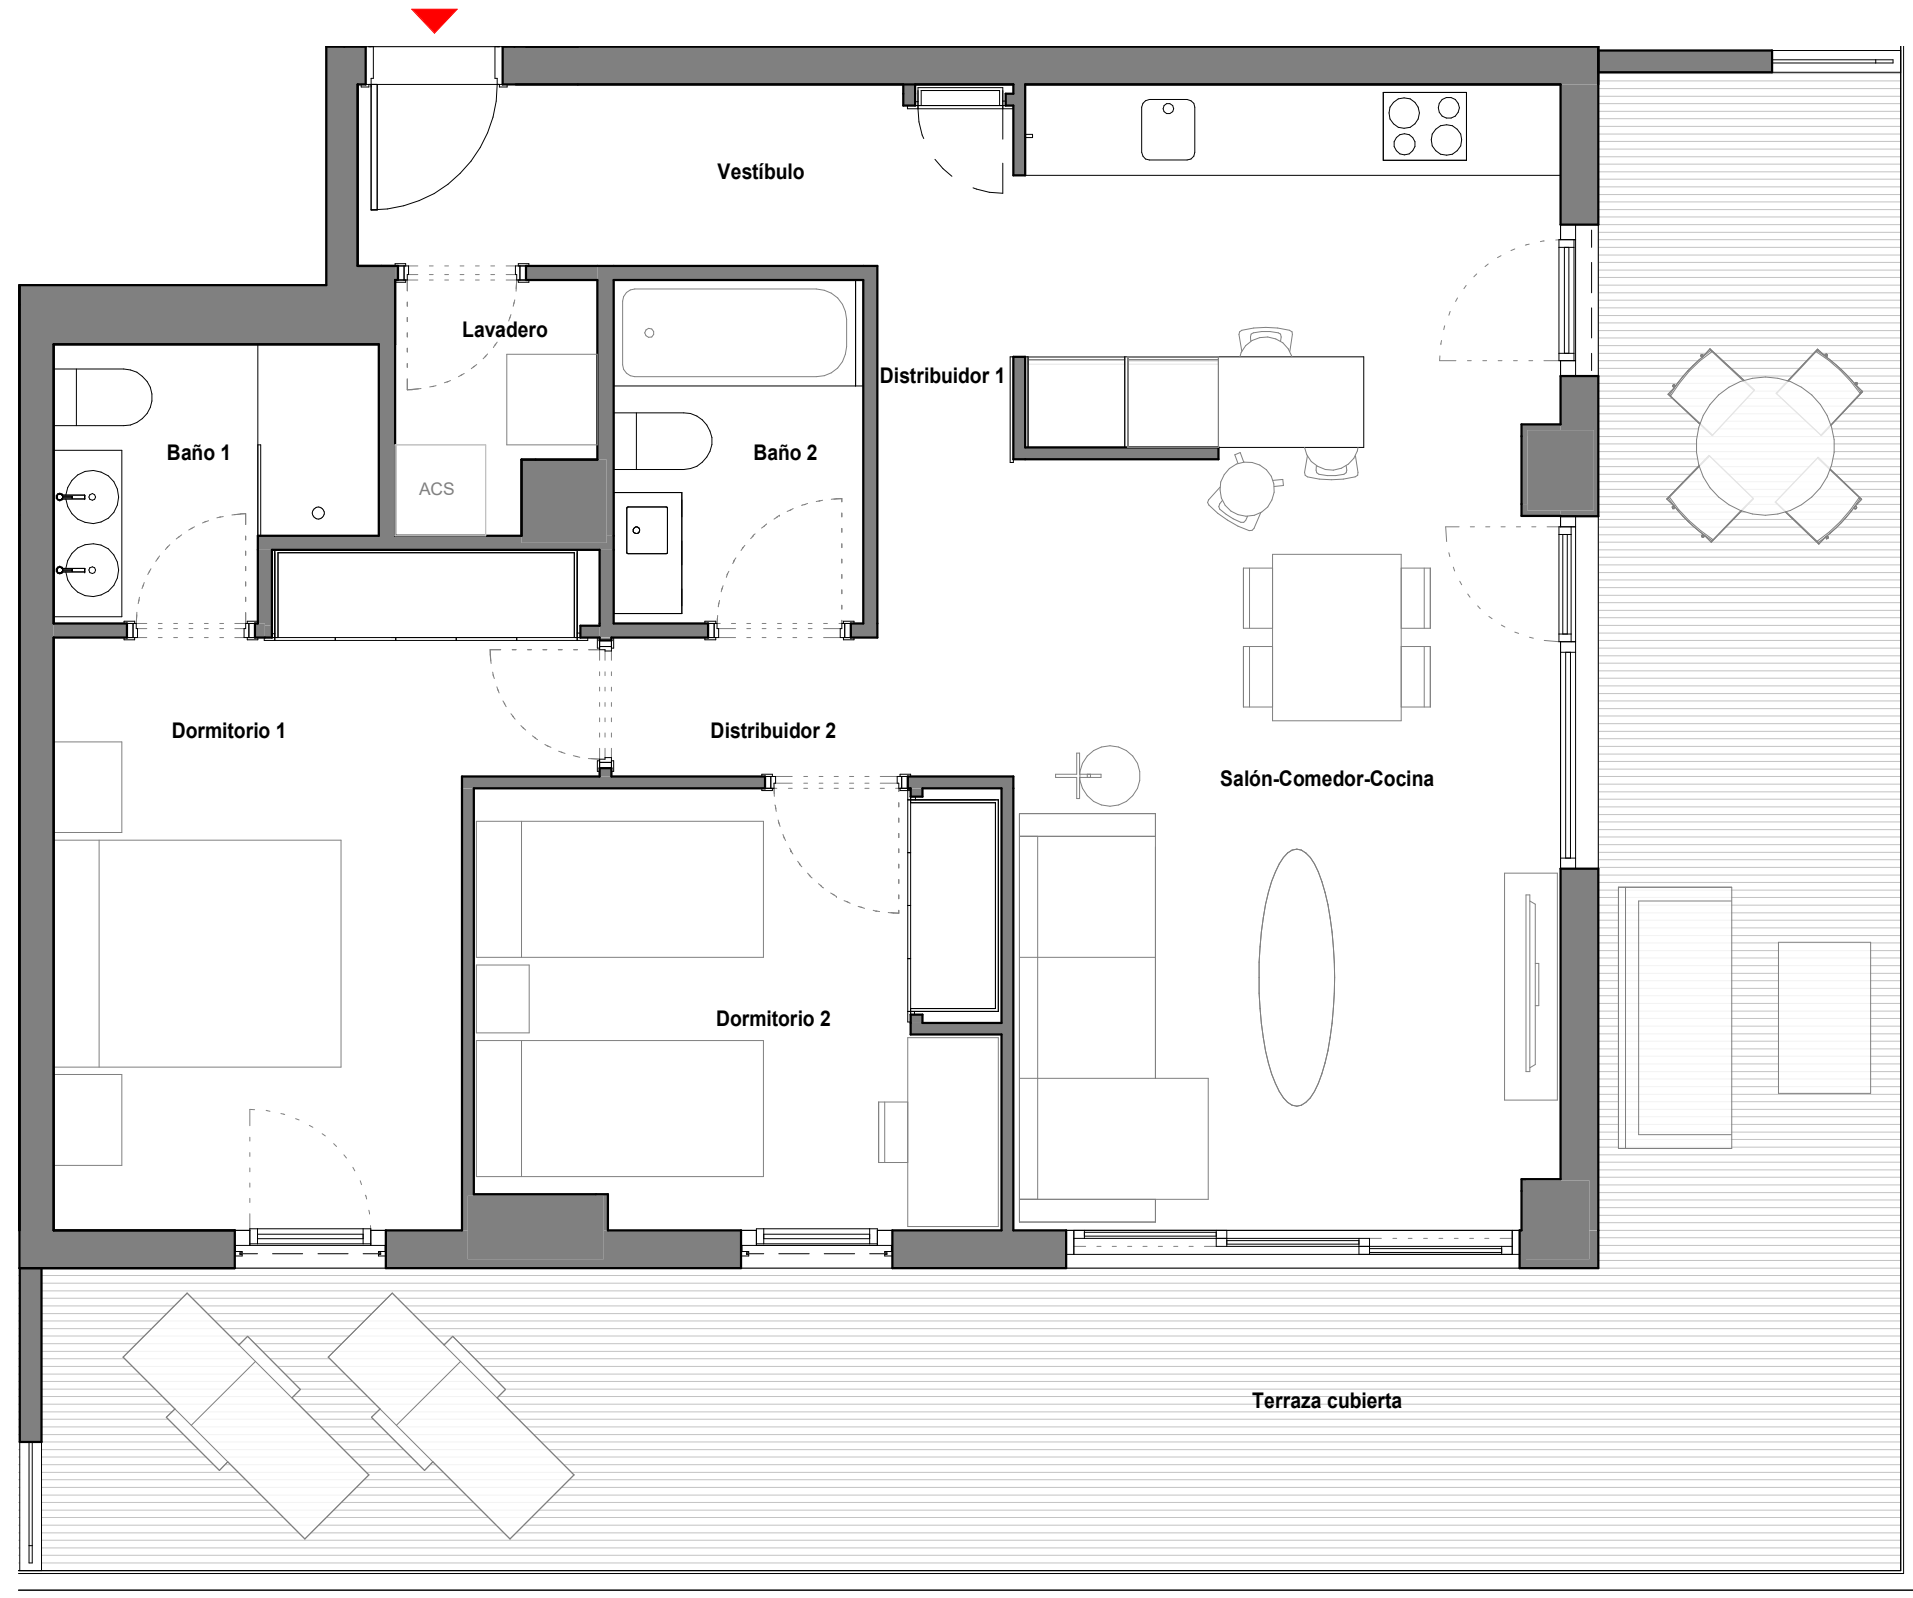 Vestíbulo
Lavadero
Distribuidor 1
Baño 1
Baño 2
ACS
Dormitorio 1
Distribuidor 2
Salón-Comedor-Cocina
Dormitorio 2
Terraza cubierta